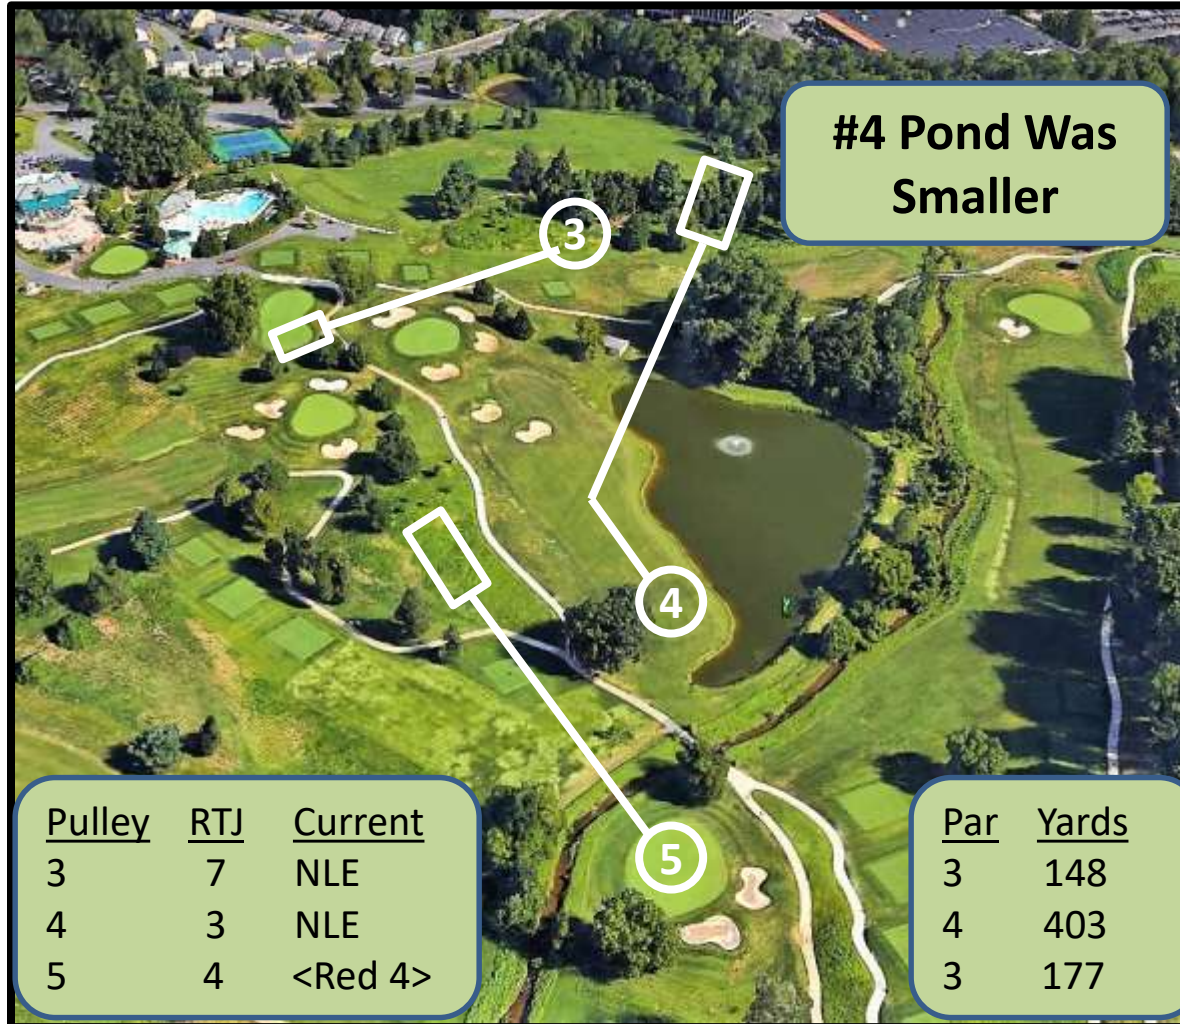 #4 Pond Was
Smaller
3
4
5
Pulley RTJ Current
3 7 NLE
4 3 NLE
5 4 <Red 4>
Par Yards
3 148
4 403
3 177